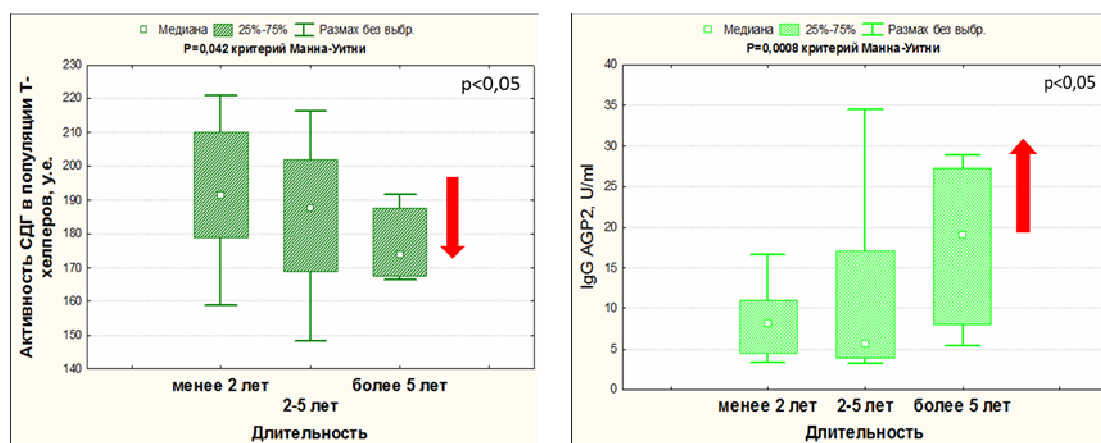 Медиана 25%-75% Размах без выбр.
P=0,042 критерий Манна-Уитни
p<0,05
230
220
210
200
190
180
170
160
150
140
Активность СДГ в популяции Т-
хелперов, у.е.
менее 2 лет
2-5 лет
более 5 лет
Длительность
Медиана 25%-75% Размах без выбр.
P=0,0008 критерий Манна-Уитни
p<0,05
40
35
30
25
20
15
10
5
0
IgG AGP2, U/ml
менее 2 лет 2-5 лет более 5 лет
Длительность